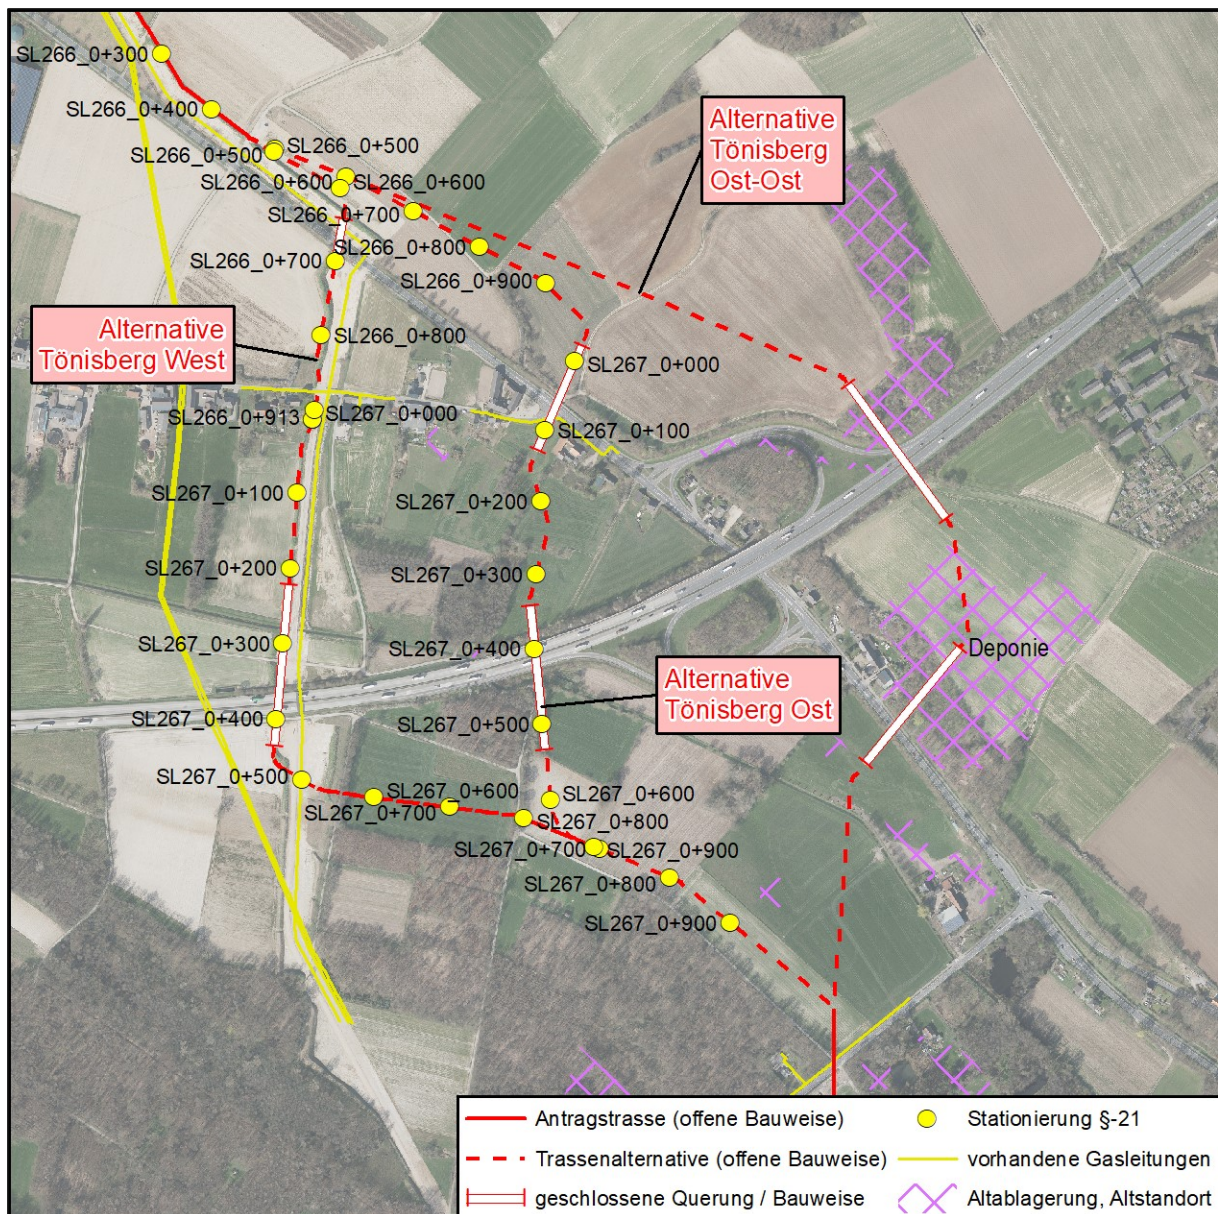 SL266_0+300
SL266_0+400
SL266_0+500
SL266_0+500
SL266_0+600
SL266_0+600
SL266_0+700
SL266_0+800
SL266_0+700
SL266_0+900
Alternative
Tönisberg
Ost-Ost
Alternative
Tönisberg West
SL266_0+800
SL267_0+000
SL266_0+913
SL267_0+000
SL267_0+100
SL267_0+100
SL267_0+200
SL267_0+200
SL267_0+300
SL267_0+300
SL267_0+400
Deponie
Alternative
Tönisberg Ost
SL267_0+400
SL267_0+500
SL267_0+500
SL267_0+600
SL267_0+700
SL267_0+600
SL267_0+800
SL267_0+700
SL267_0+900
SL267_0+800
SL267_0+900
Antragstrasse (offene Bauweise)
Stationierung §-21
Trassenalternative (offene Bauweise)
vorhandene Gasleitungen
geschlossene Querung / Bauweise
Altablagerung, Altstandort